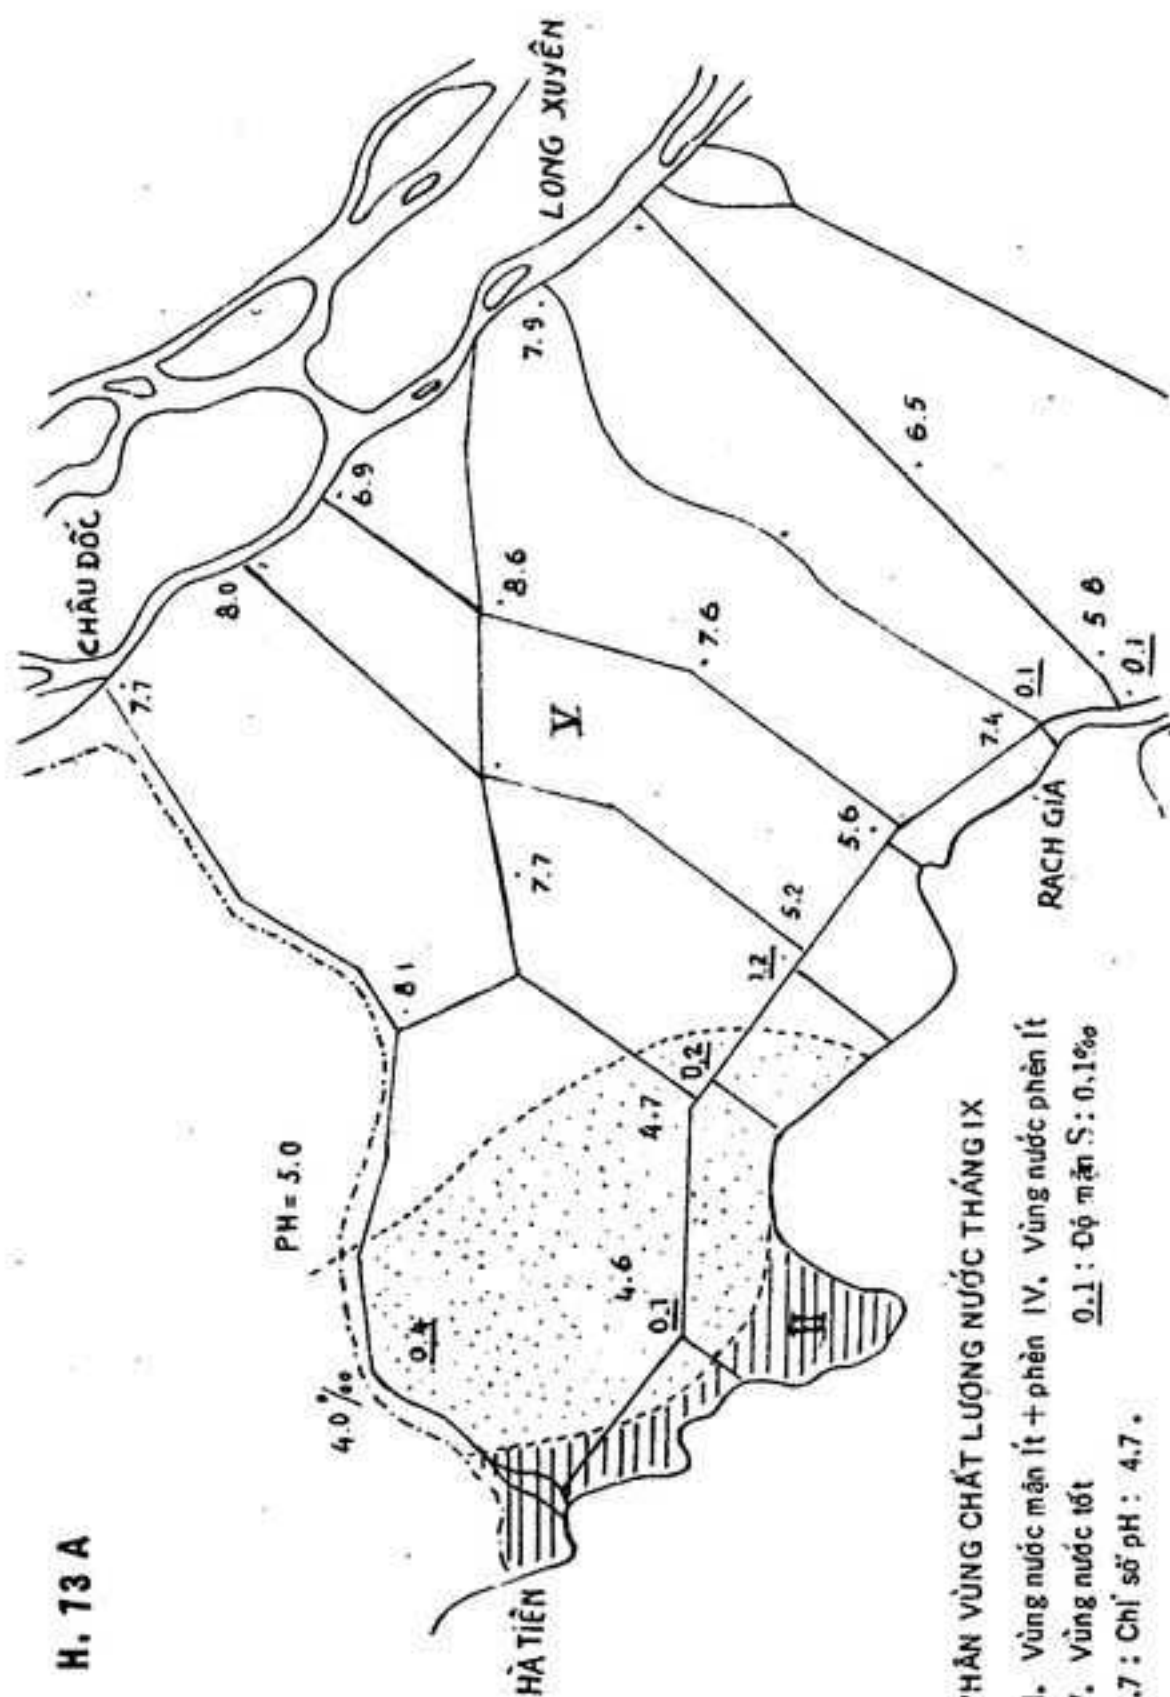 H. 73 A
CHÂU ĐỐC
LONG XUYÊN
7.7
8.0
6.9
7.9
PH = 5.0
8 1
8.6
7.7
V
7.6
6.5
4.0‰
0.4
4.6
0.1
4.7
0.2
1.2
5.2
5.6
7.4
0.1
5 8
0.1
II
HÀ TIÊN
RẠCH GIÁ
HÂN VÙNG CHẤT LƯỢNG NƯỚC THÁNG IX
. Vùng nước mặn ít + phèn IV. Vùng nước phèn ít
. Vùng nước tốt 0.1 : Độ mặn S : 0.1‰
.7 : Chỉ số pH : 4.7.